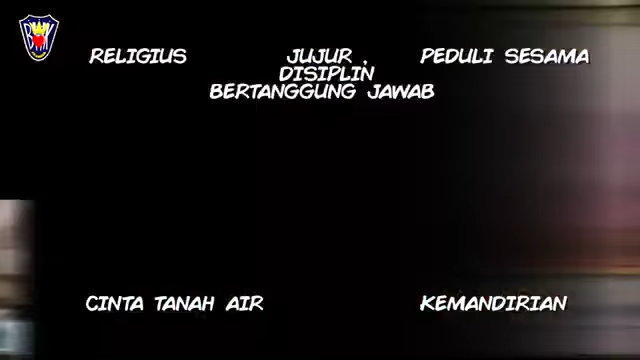 RELIGIUS
JUJUR ,
DISIPLIN
BERTANGGUNG JAWAB
PEDULI SESAMA
CINTA TANAH AIR
KEMANDIRIAN